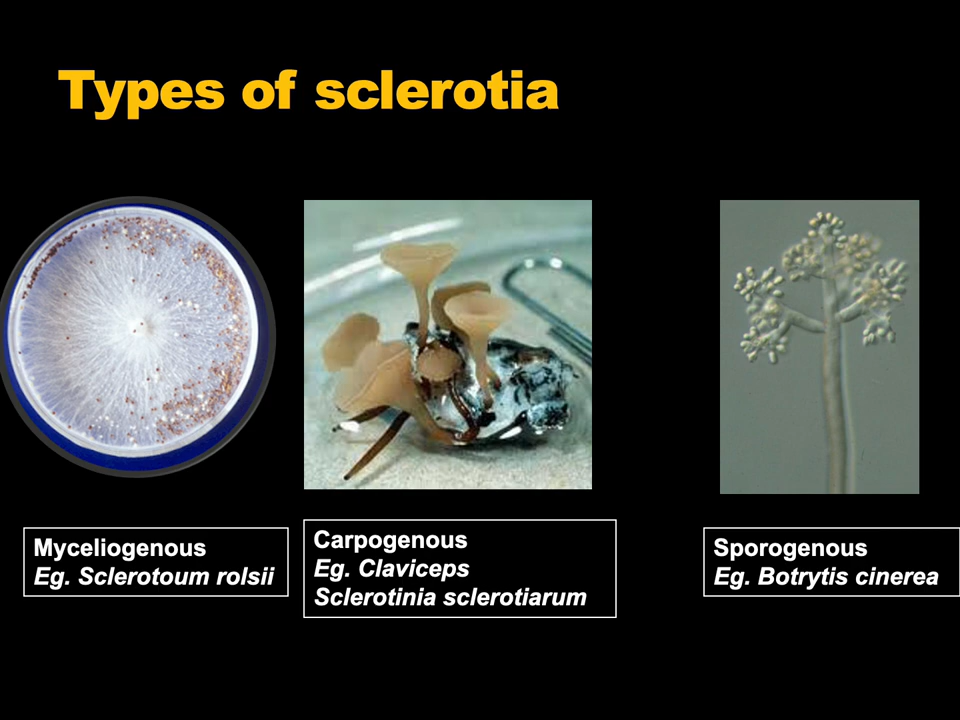 Types of sclerotia
Myceliogenous
Eg. Sclerotoum rolsii
Carpogenous
Eg. Claviceps
Sclerotinia sclerotiarum
Sporogenous
Eg. Botrytis cinerea